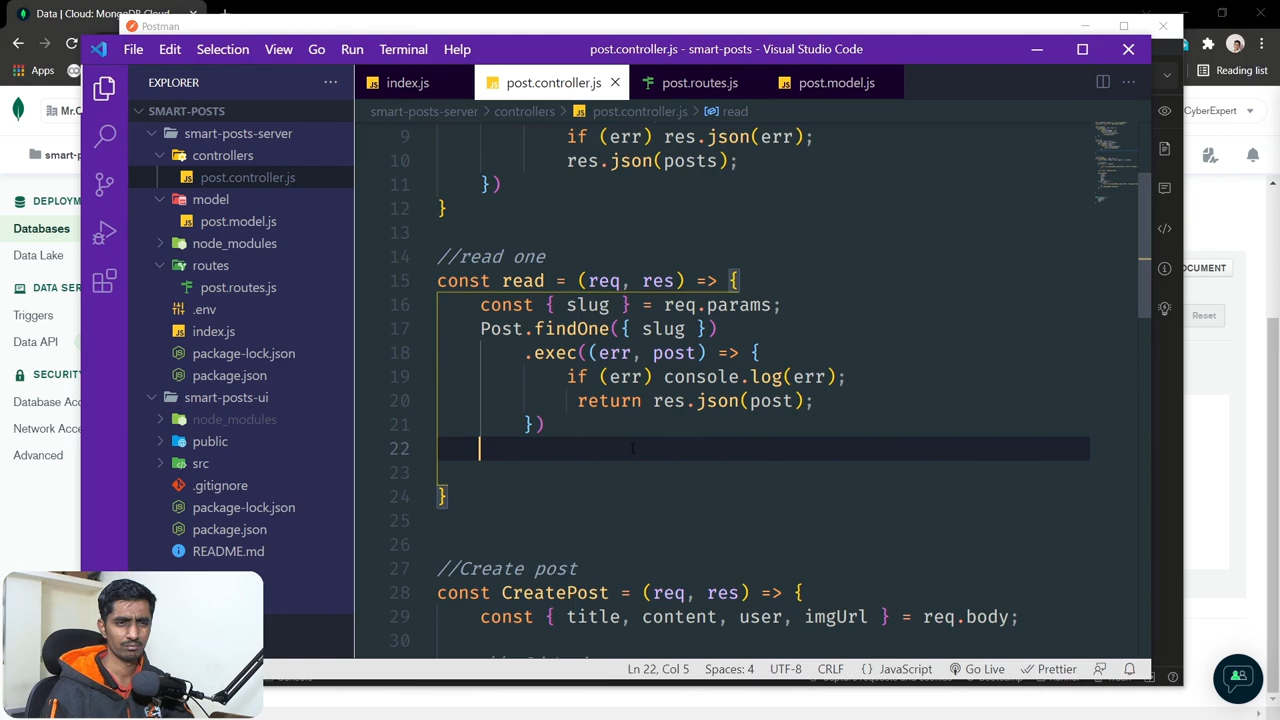 Data | Cloud: MongoDB C
Postman
File Edit Selection View Go Run Terminal Help
post.controller.js - smart-posts - Visual Studio Code
Apps
Reading list
EXPLORER
index.js
post.controller.js
post.routes.js
post.model.js
Mr.C
CyberExpert
SMART-POSTS
smart-posts-server > controllers > post.controller.js > read
smart-posts-server
controllers
post.controller.js
model
post.model.js
node_modules
routes
post.routes.js
.env
index.js
package-lock.json
package.json
smart-posts-ui
node_modules
public
src
.gitignore
package-lock.json
package.json
README.md
smart-p
DEPLOYM
Databases
Data Lake
DATA SER
Triggers
Data API
SECURIT
Database Acc
Network Acce
Advanced
9 if (err) res.json(err);
10 res.json(posts);
11 })
12 }
13
14 //read one
15 const read = (req, res) => {
16 const { slug } = req.params;
17 Post.findOne({ slug })
18 .exec((err, post) => {
19 if (err) console.log(err);
20 return res.json(post);
21 })
22
23
24 }
25
26
27 //Create post
28 const CreatePost = (req, res) => {
29 const { title, content, user, imgUrl } = req.body;
30
OCUMENT
Reset
Ln 22, Col 5 Spaces: 4 UTF-8 CRLF {} JavaScript Go Live Prettier